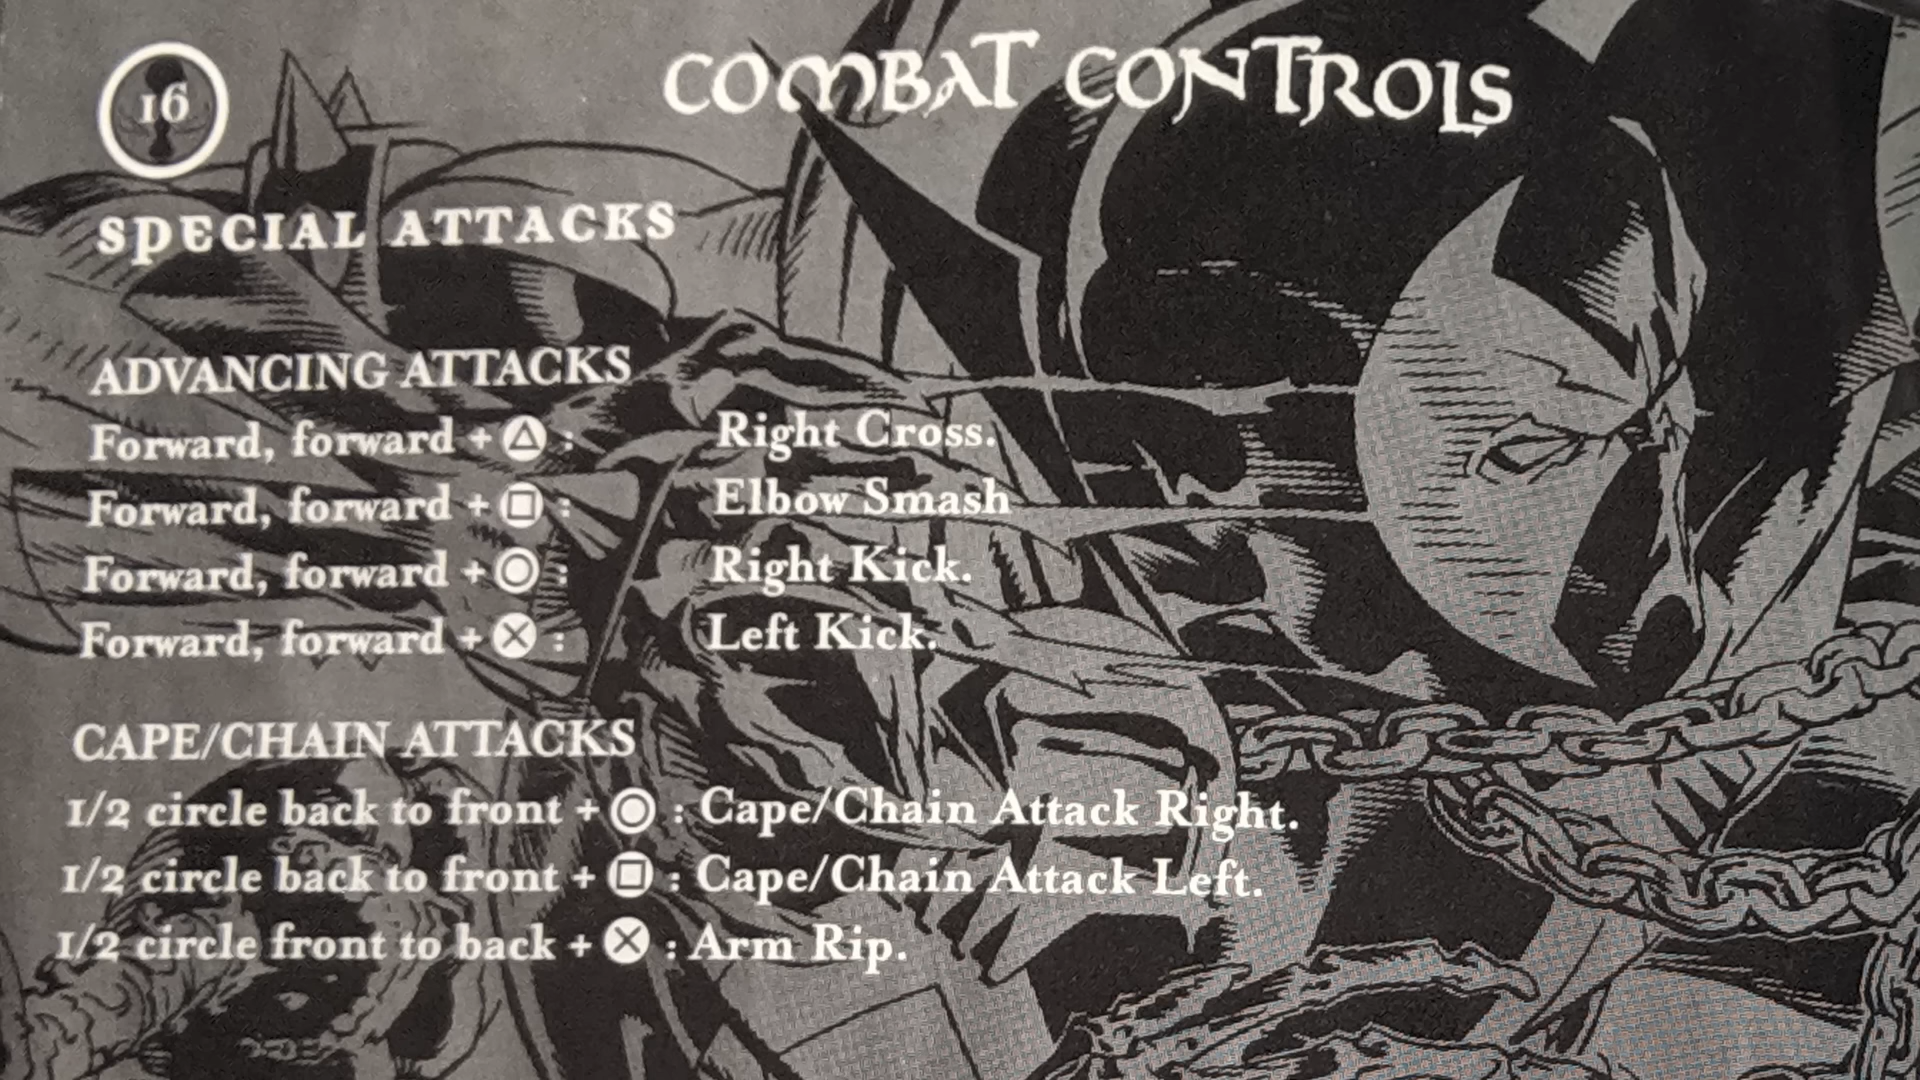 16
COMBAT CONTROLS
SPECIAL ATTACKS
ADVANCING ATTACKS
Forward, forward + △ : Right Cross.
Forward, forward + □ : Elbow Smash
Forward, forward + ○ : Right Kick.
Forward, forward + ✕ : Left Kick.
CAPE/CHAIN ATTACKS
1/2 circle back to front + ○ : Cape/Chain Attack Right.
1/2 circle back to front + □ : Cape/Chain Attack Left.
1/2 circle front to back + ✕ : Arm Rip.